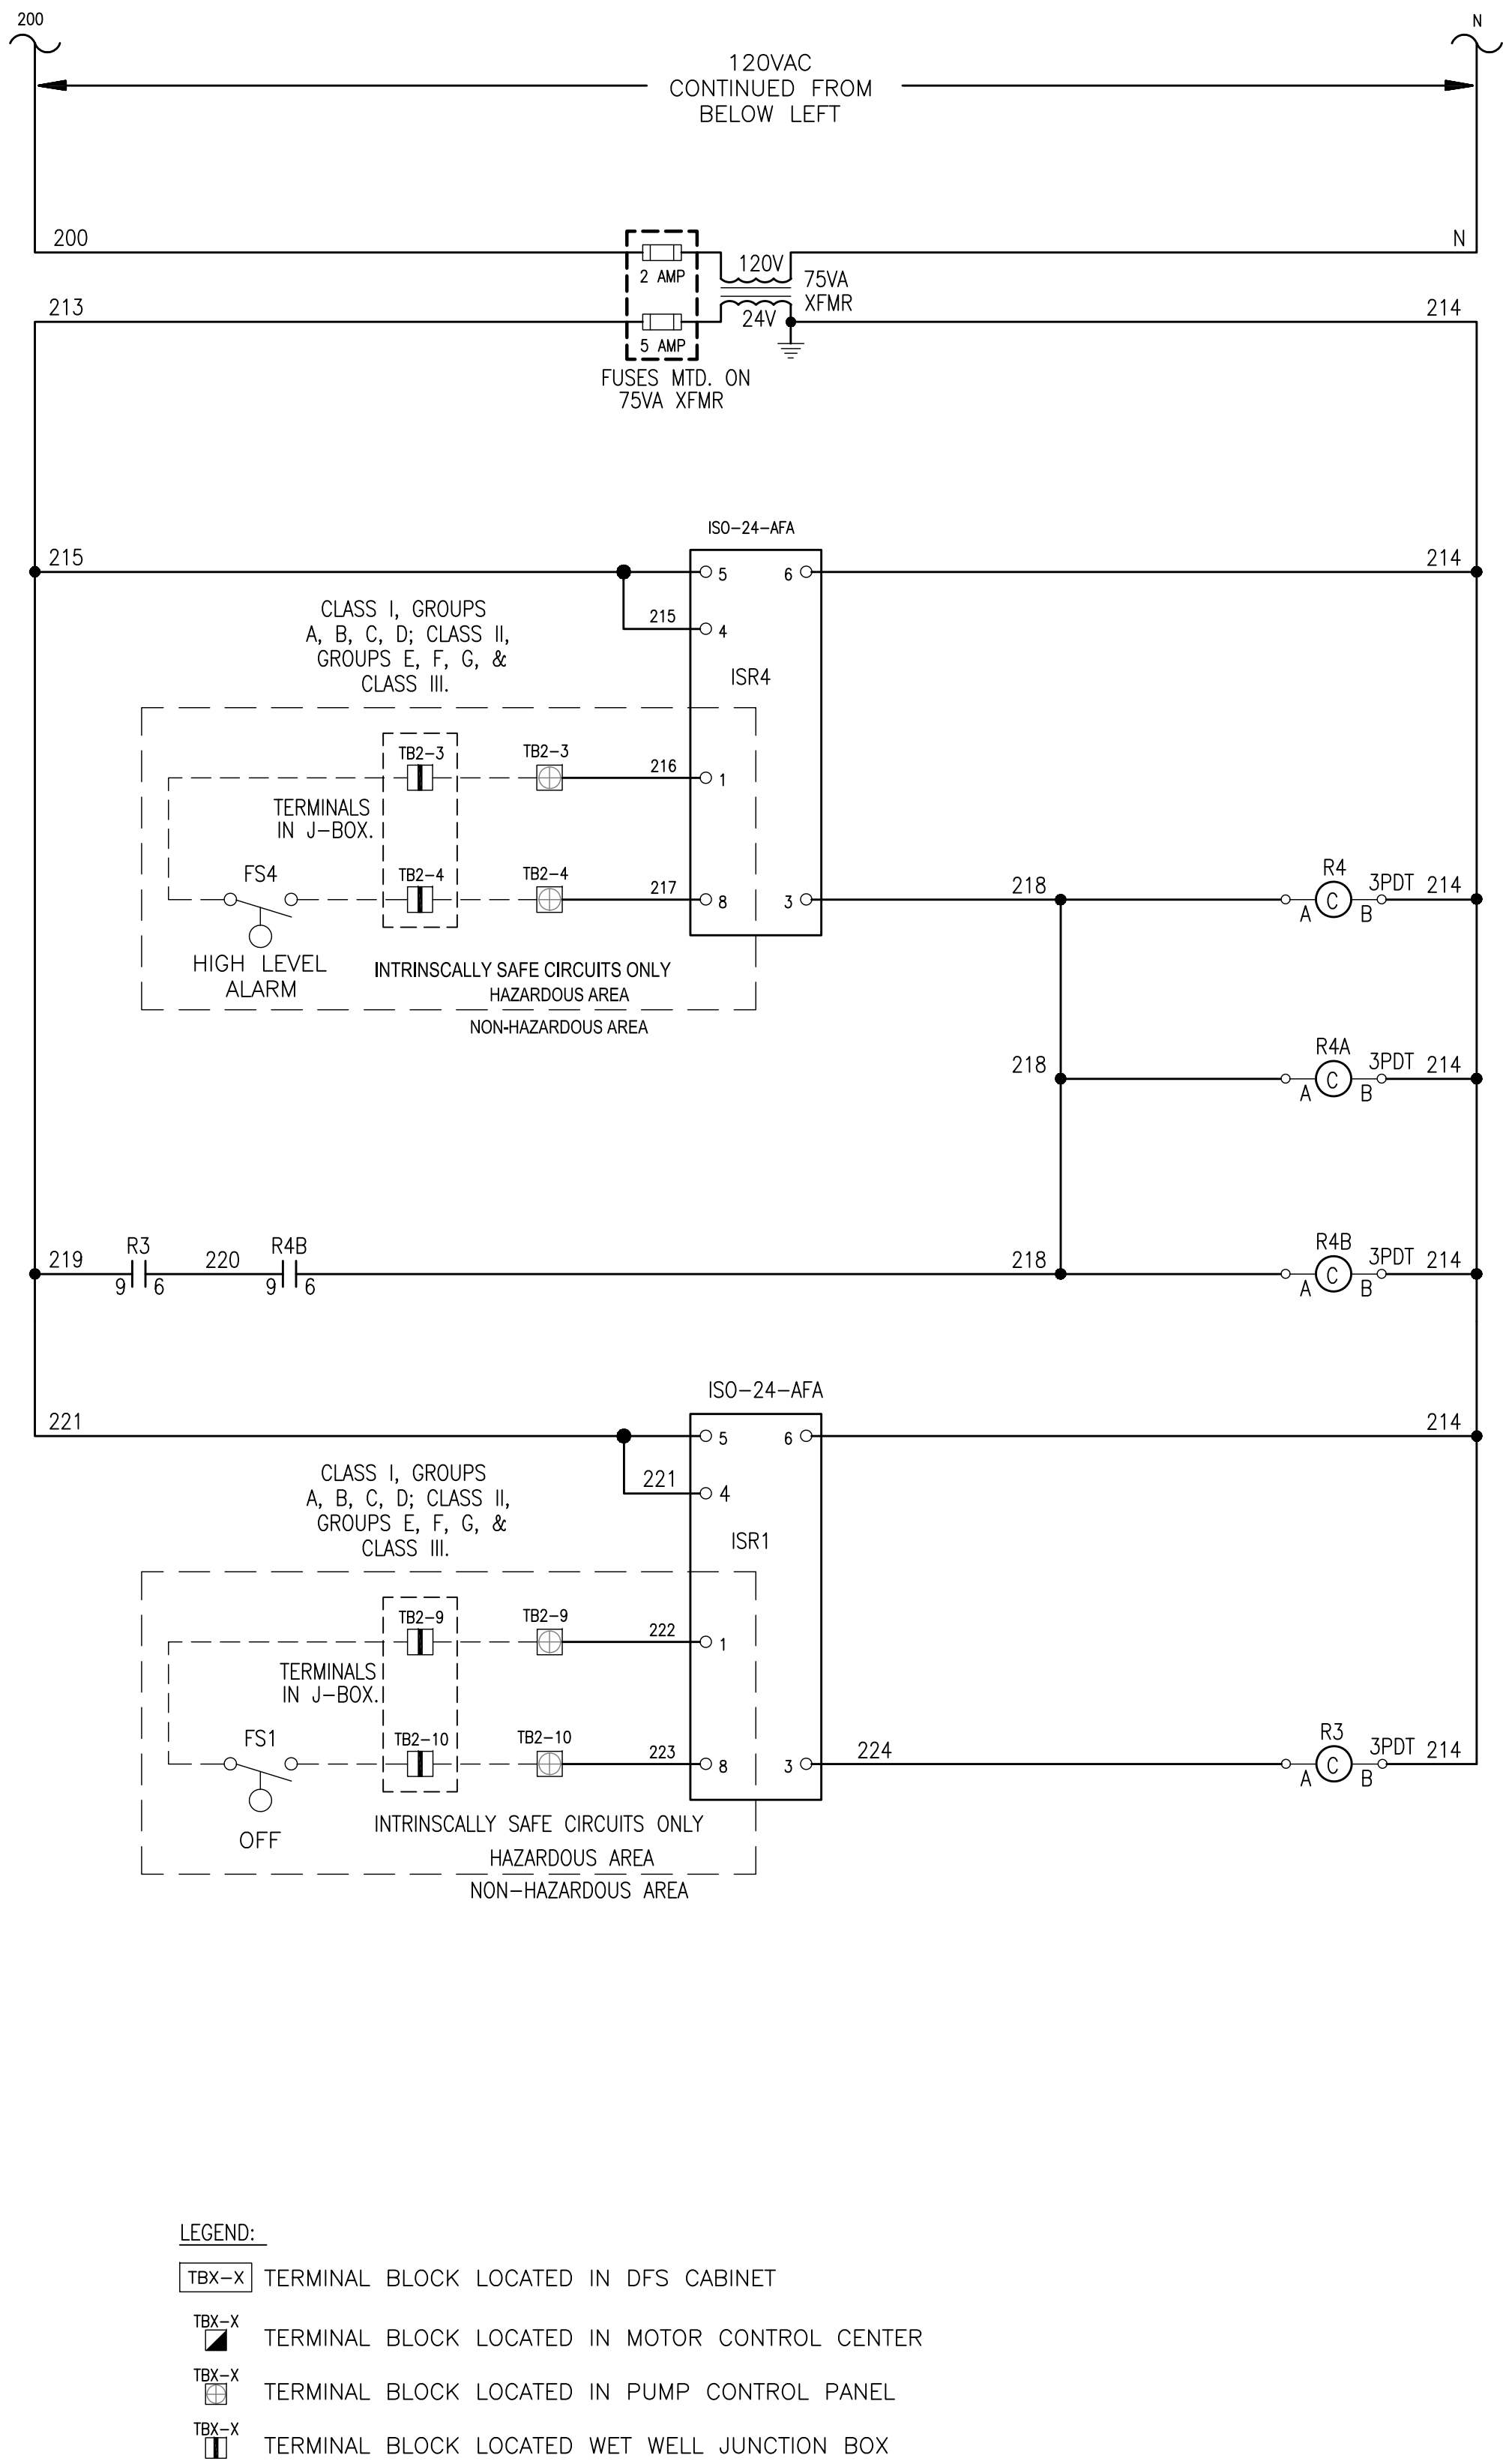 200
N
120VAC
CONTINUED FROM
BELOW LEFT
200
N
2 AMP
120V
75VA
XFMR
213
24V
214
5 AMP
FUSES MTD. ON
75VA XFMR
ISO-24-AFA
215
5
6
214
215
4
CLASS I, GROUPS
A, B, C, D; CLASS II,
GROUPS E, F, G, &
CLASS III.
ISR4
TB2-3
TB2-3
216
1
TERMINALS
IN J-BOX.
FS4
TB2-4
TB2-4
217
8
3
218
R4
A
C
B
3PDT
214
HIGH LEVEL
ALARM
INTRINSCALLY SAFE CIRCUITS ONLY
HAZARDOUS AREA
NON-HAZARDOUS AREA
218
R4A
A
C
B
3PDT
214
219
R3
9
6
220
R4B
9
6
218
R4B
A
C
B
3PDT
214
ISO-24-AFA
221
5
6
214
221
4
CLASS I, GROUPS
A, B, C, D; CLASS II,
GROUPS E, F, G, &
CLASS III.
ISR1
TB2-9
TB2-9
222
1
TERMINALS
IN J-BOX.
FS1
TB2-10
TB2-10
223
8
3
224
R3
A
C
B
3PDT
214
OFF
INTRINSCALLY SAFE CIRCUITS ONLY
HAZARDOUS AREA
NON-HAZARDOUS AREA
LEGEND:
TBX-X TERMINAL BLOCK LOCATED IN DFS CABINET
TBX-X
TERMINAL BLOCK LOCATED IN MOTOR CONTROL CENTER
TBX-X
TERMINAL BLOCK LOCATED IN PUMP CONTROL PANEL
TBX-X
TERMINAL BLOCK LOCATED WET WELL JUNCTION BOX